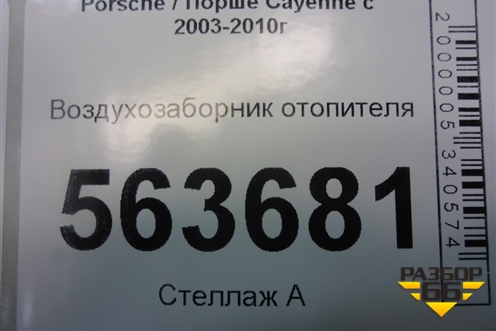 Porsche / Порше Cayenne с
2003-2010г
Воздухозаборник отопителя
563681
Стеллаж А
2000005340574
РАЗБОР
66